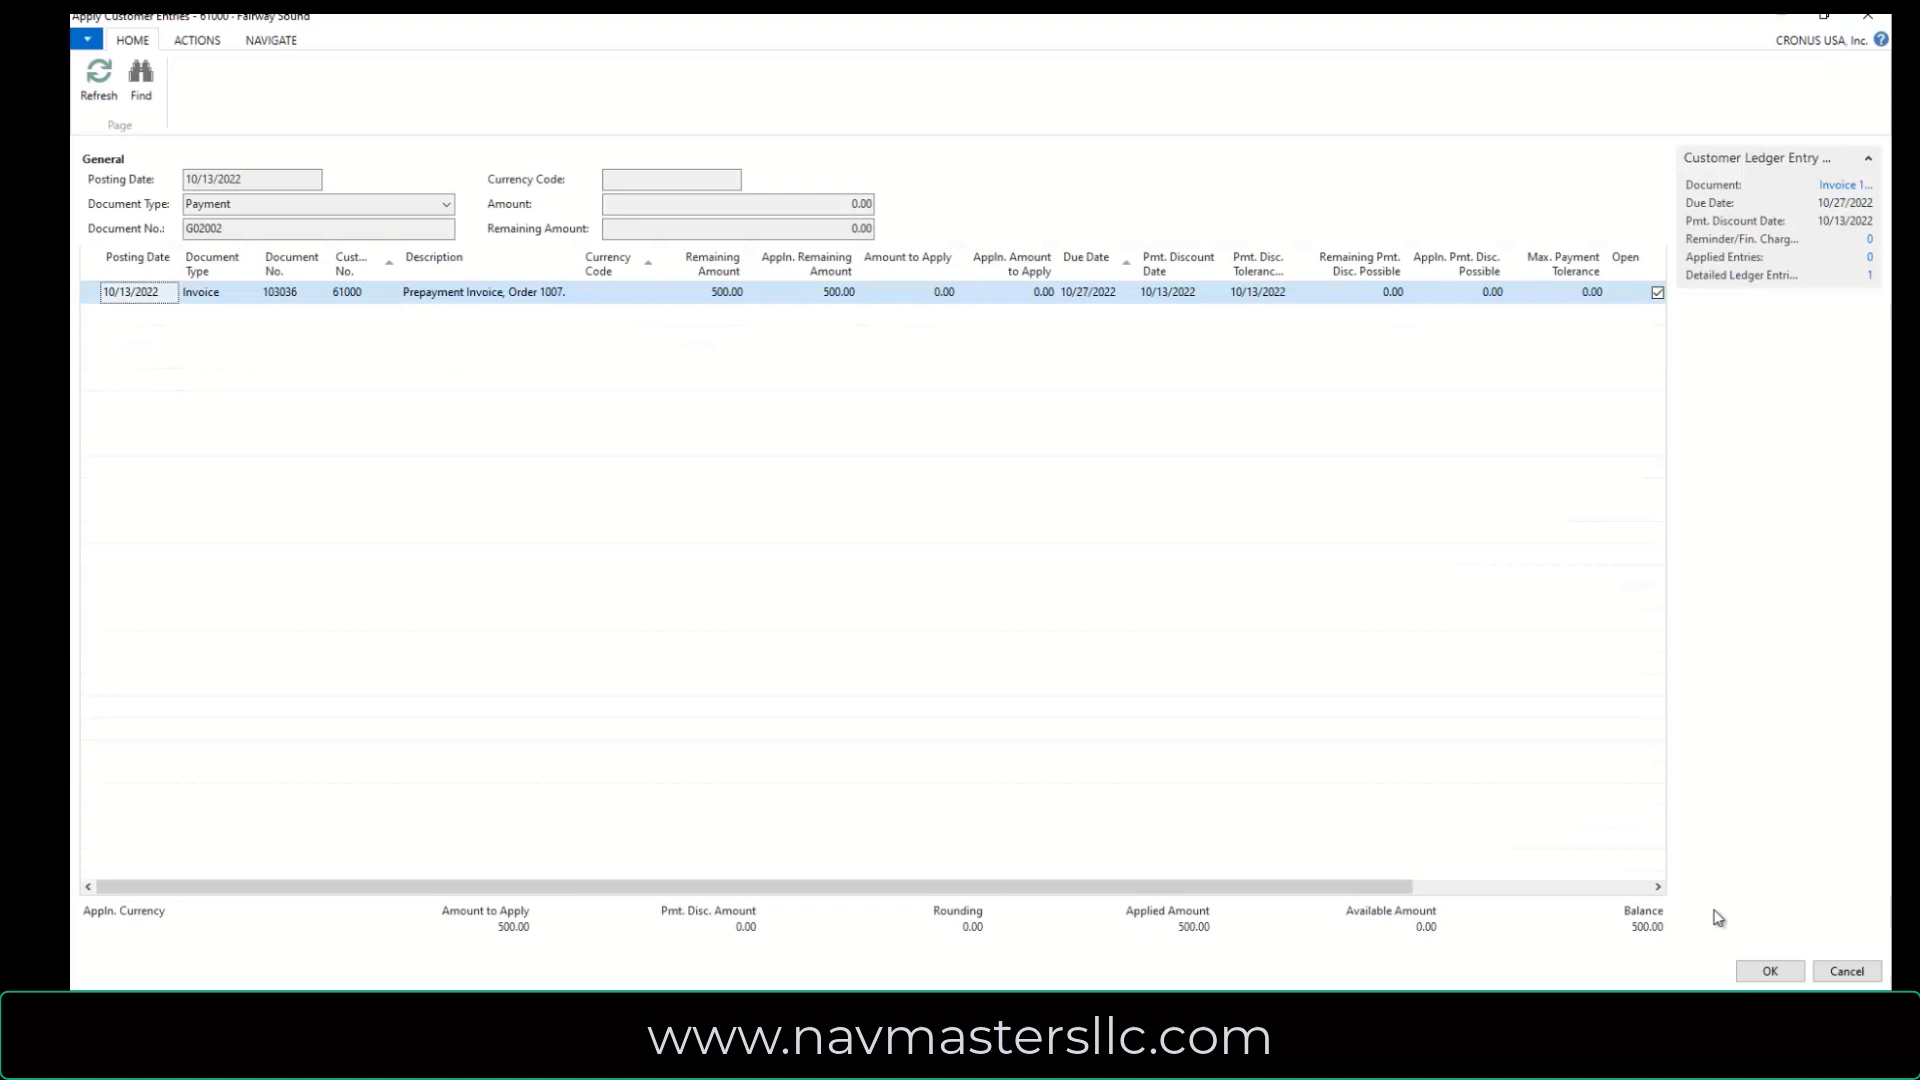 Apply Customer Entries - 61000 · Fairway Sound
HOME ACTIONS NAVIGATE CRONUS USA, Inc. ?
Refresh Find
Page
General
Posting Date: 10/13/2022 Currency Code:
Document Type: Payment Amount: 0.00
Document No.: G02002 Remaining Amount: 0.00
Customer Ledger Entry ...
Document: Invoice 1...
Due Date: 10/27/2022
Pmt. Discount Date: 10/13/2022
Reminder/Fin. Charg... 0
Applied Entries: 0
Detailed Ledger Entri... 1
Posting Date Document Document Cust... Description Currency Remaining Appln. Remaining Amount to Apply Appln. Amount Due Date Pmt. Discount Pmt. Disc. Remaining Pmt. Appln. Pmt. Disc. Max. Payment Open
Type No. No. Code Amount Amount to Apply Date Toleranc... Disc. Possible Possible Tolerance
10/13/2022 Invoice 103036 61000 Prepayment Invoice, Order 1007. 500.00 500.00 0.00 0.00 10/27/2022 10/13/2022 10/13/2022 0.00 0.00 0.00
Appln. Currency Amount to Apply Pmt. Disc. Amount Rounding Applied Amount Available Amount Balance
500.00 0.00 0.00 500.00 0.00 500.00
OK Cancel
www.navmastersllc.com